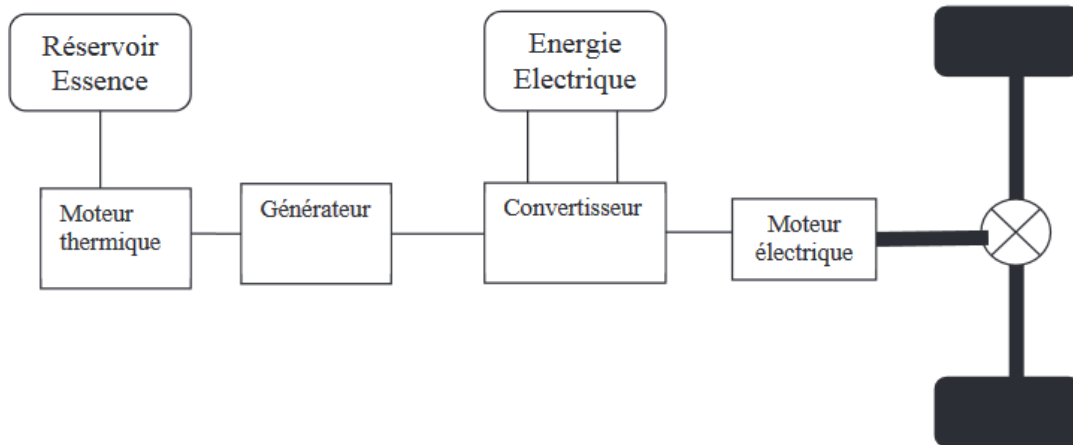 Réservoir
Essence
Energie
Electrique
Moteur
thermique
Générateur
Convertisseur
Moteur
électrique